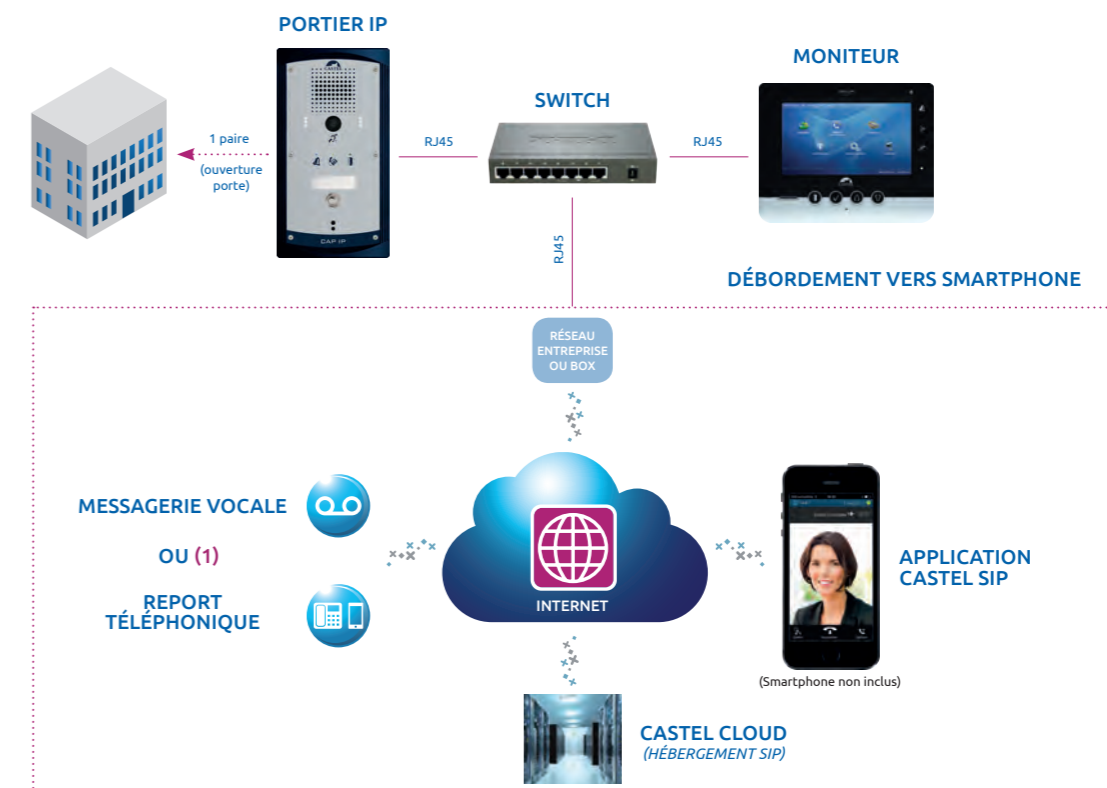 PORTIER IP
MONITEUR
SWITCH
1 paire
(ouverture
porte)
RJ45
RJ45
CAP IP
RJ45
DÉBORDEMENT VERS SMARTPHONE
RÉSEAU
ENTREPRISE
OU BOX
MESSAGERIE VOCALE
OU (1)
REPORT
TÉLÉPHONIQUE
INTERNET
APPLICATION
CASTEL SIP
(Smartphone non inclus)
CASTEL CLOUD
(HÉBERGEMENT SIP)